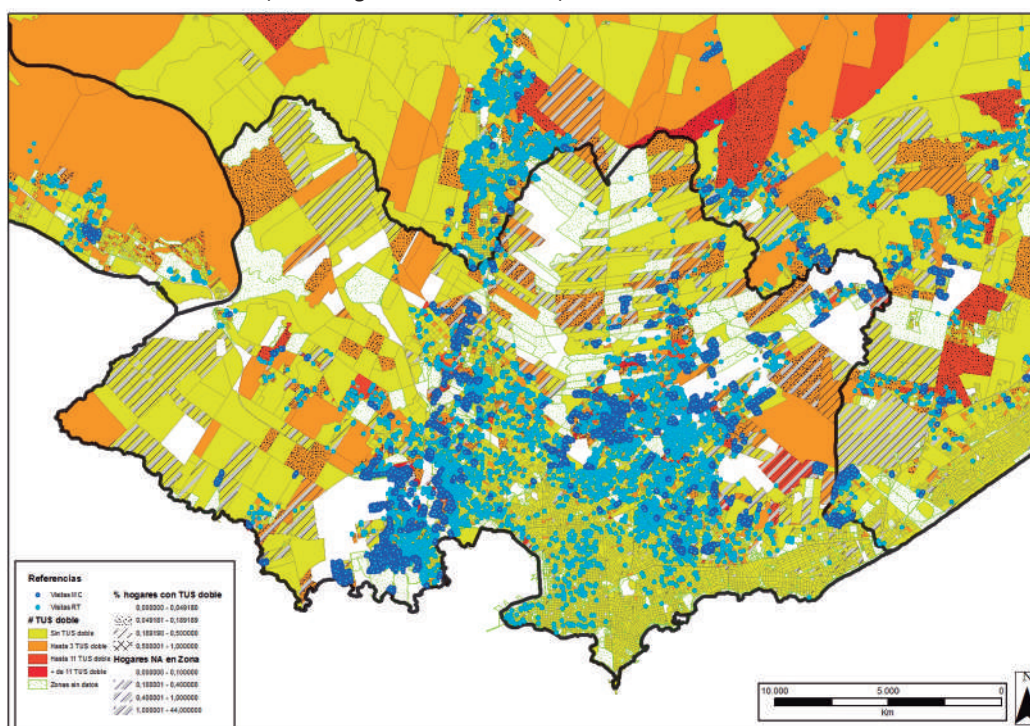 Referencias
Visitas M C
Visitas RT
# TUS doble
Sin TUS doble
Hasta 3 TUS doble
Hasta 11 TUS doble
+ de 11 TUS doble
Zonas sin datos
% hogares con TUS doble
0,000000 - 0,049180
0,049181 - 0,189189
0,189190 - 0,500000
0,500001 - 1,000000
Hogares NA en Zona
0,000000 - 0,100000
0,100001 - 0,400000
0,400001 - 1,000000
1,000001 - 44,000000
10.000 5.000 0
Km
N